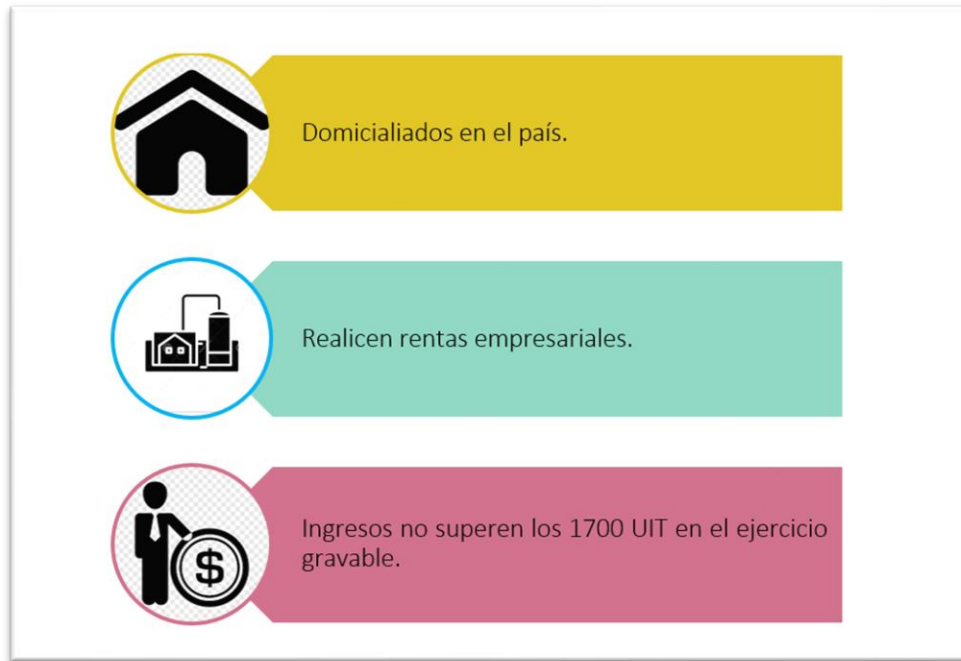 Domicialiados en el país.
Realicen rentas empresariales.
Ingresos no superen los 1700 UIT en el ejercicio
gravable.
$